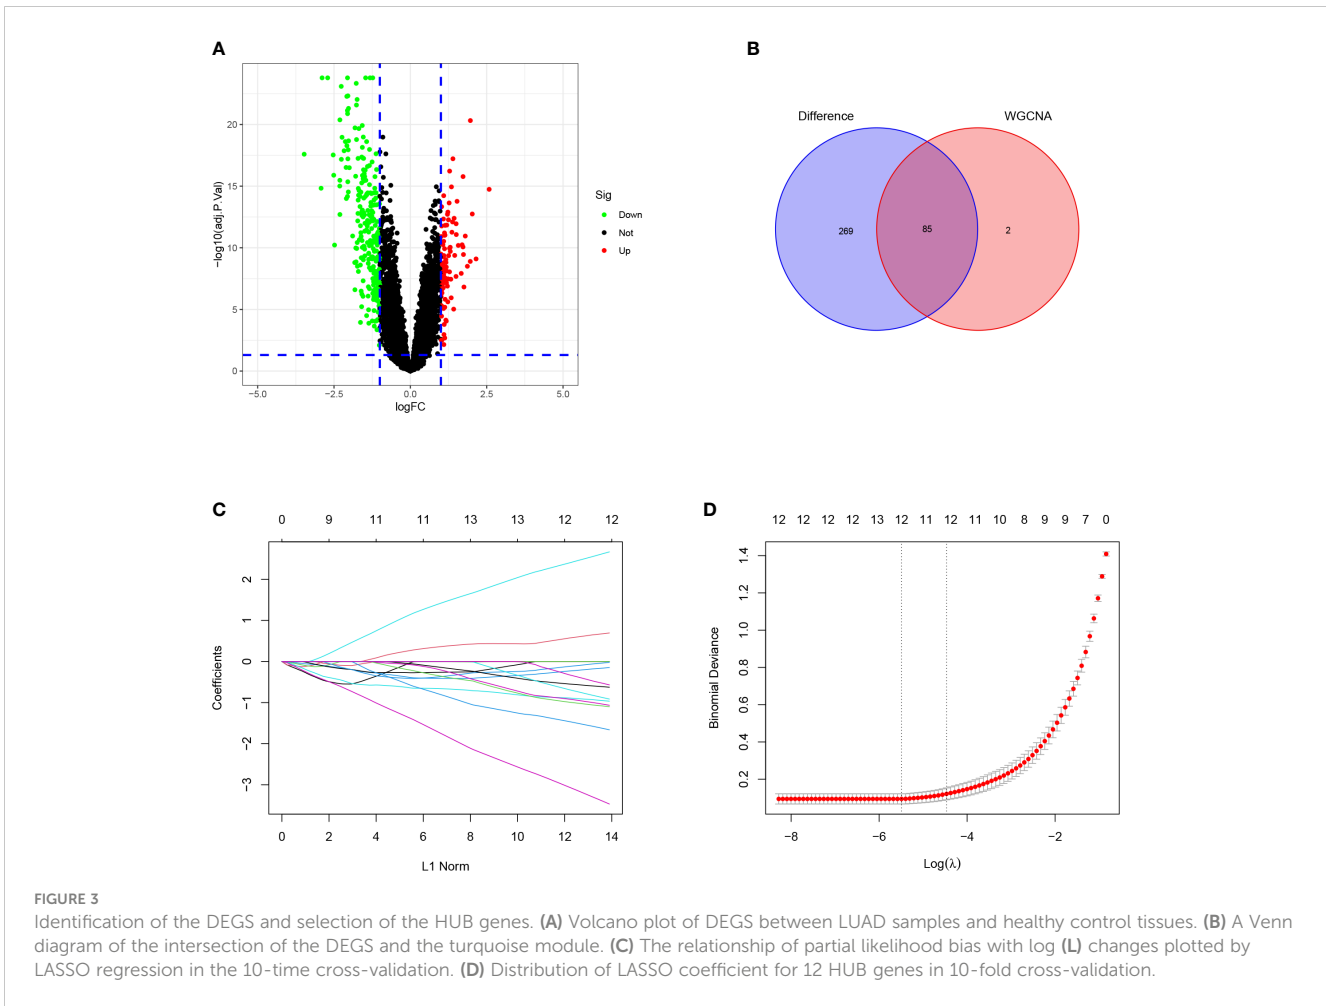 A
−log10(adj.P.Val)
20
15
10
5
0
−5.0 −2.5 0.0 2.5 5.0
logFC
Sig
Down
Not
Up
B
Difference WGCNA
269 85 2
C
0 9 11 11 13 13 12 12
Coefficients
2
1
0
−1
−2
−3
0 2 4 6 8 10 12 14
L1 Norm
D
12 12 12 12 13 12 11 12 11 10 8 9 9 7 0
Binomial Deviance
1.4
1.2
1.0
0.8
0.6
0.4
0.2
−8 −6 −4 −2
Log(λ)
FIGURE 3
Identification of the DEGS and selection of the HUB genes. (A) Volcano plot of DEGS between LUAD samples and healthy control tissues. (B) A Venn
diagram of the intersection of the DEGS and the turquoise module. (C) The relationship of partial likelihood bias with log (L) changes plotted by
LASSO regression in the 10-time cross-validation. (D) Distribution of LASSO coefficient for 12 HUB genes in 10-fold cross-validation.